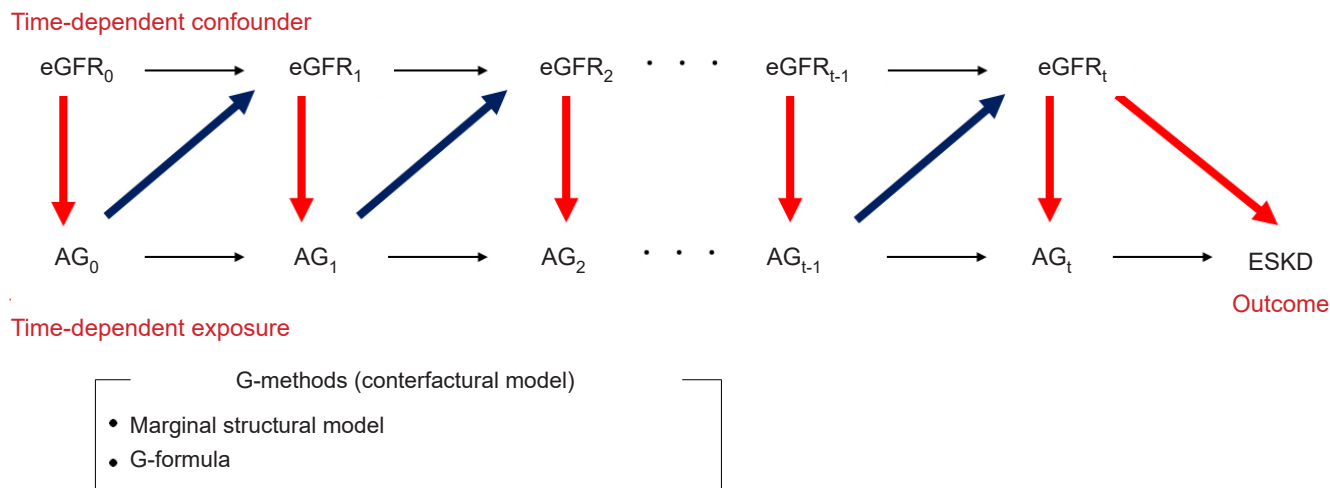 Time-dependent confounder
eGFR₀ eGFR₁ eGFR₂ · · · eGFRₜ₋₁ eGFRₜ
AG₀ AG₁ AG₂ · · · AGₜ₋₁ AGₜ ESKD
Outcome
Time-dependent exposure
G-methods (conterfactual model)
• Marginal structural model
• G-formula